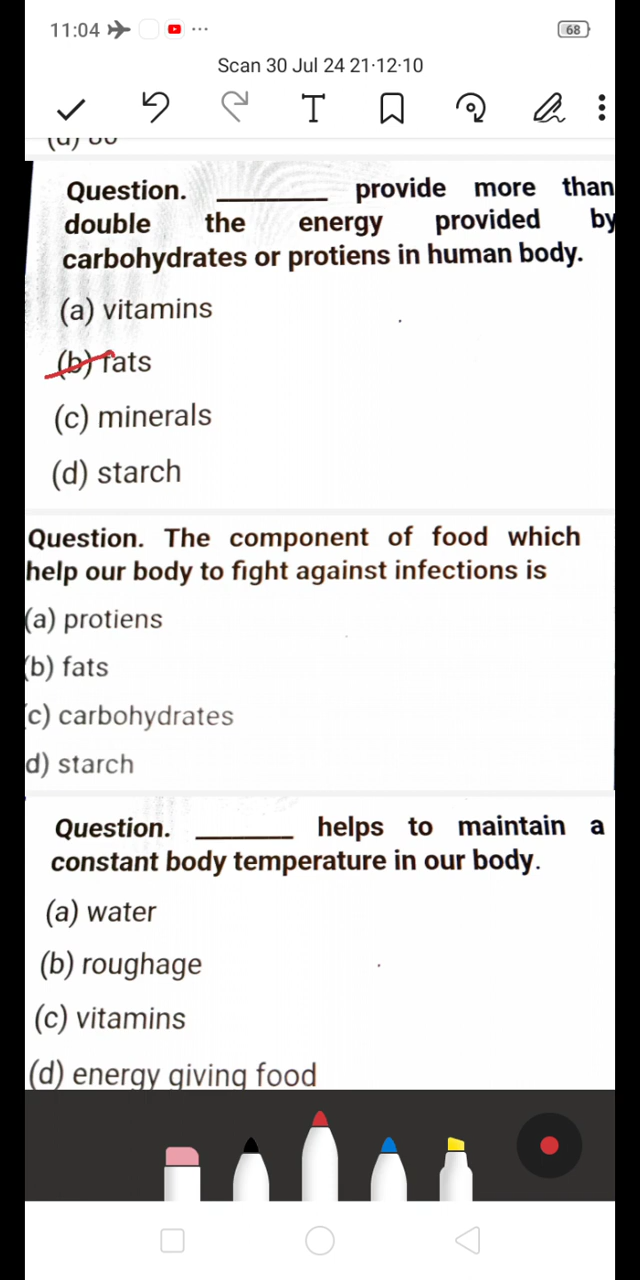 11:04
68
Scan 30 Jul 24 21·12·10
T
Question. ________ provide more than
double the energy provided by
carbohydrates or protiens in human body.
(a) vitamins
(b) fats
(c) minerals
(d) starch
Question. The component of food which
help our body to fight against infections is
(a) protiens
(b) fats
(c) carbohydrates
d) starch
Question. ________ helps to maintain a
constant body temperature in our body.
(a) water
(b) roughage
(c) vitamins
(d) energy giving food